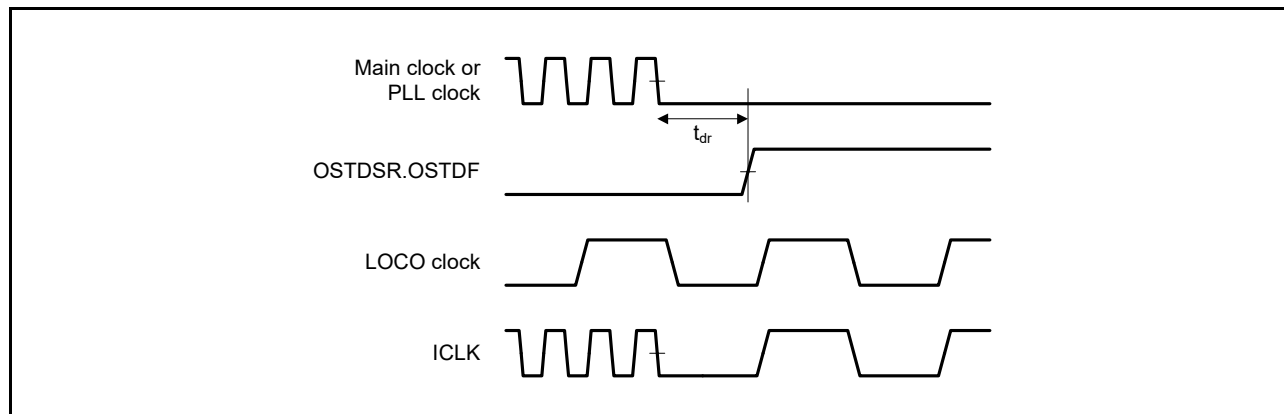 Main clock or
PLL clock
tdr
OSTDSR.OSTDF
LOCO clock
ICLK